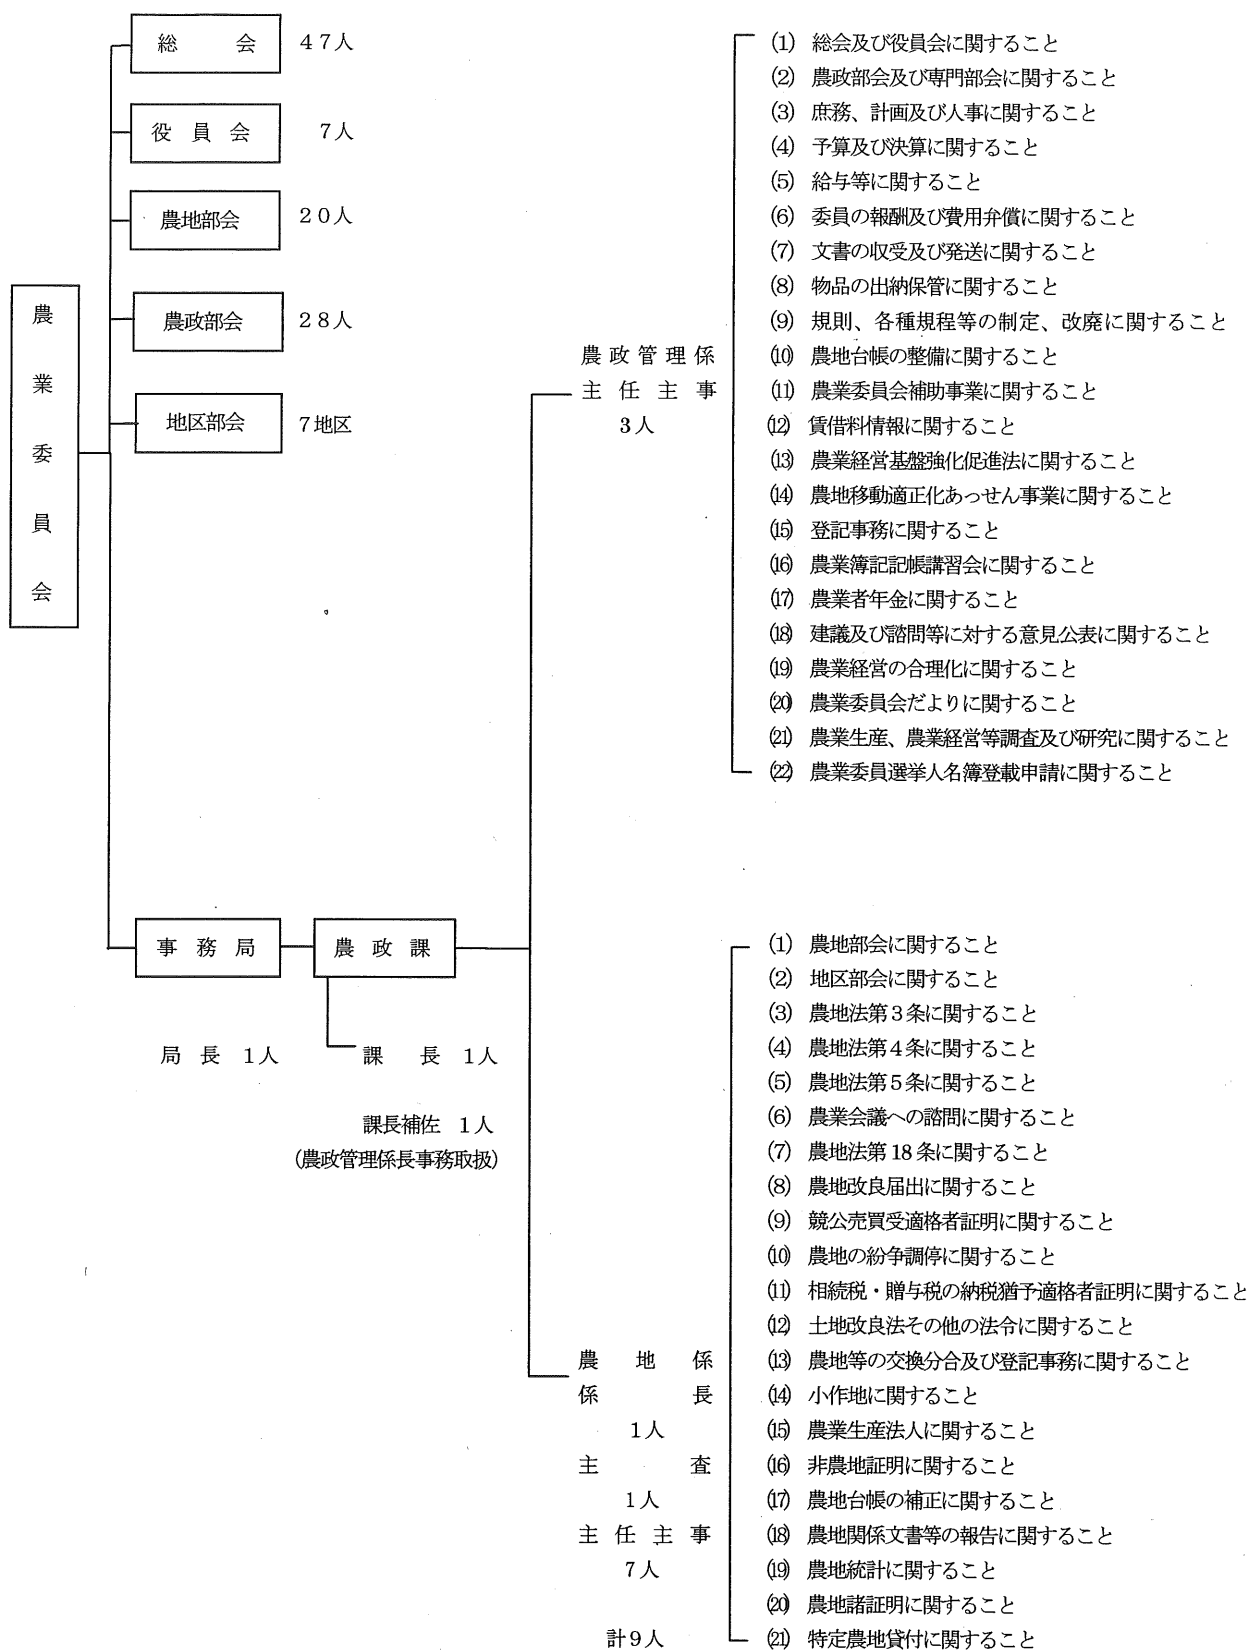 農業委員会
総会 47人
役員会 7人
農地部会 20人
農政部会 28人
地区部会 7地区
農政管理係
主任主事
3人
(1) 総会及び役員会に関すること
(2) 農政部会及び専門部会に関すること
(3) 庶務、計画及び人事に関すること
(4) 予算及び決算に関すること
(5) 給与等に関すること
(6) 委員の報酬及び費用弁償に関すること
(7) 文書の収受及び発送に関すること
(8) 物品の出納保管に関すること
(9) 規則、各種規程等の制定、改廃に関すること
(10) 農地台帳の整備に関すること
(11) 農業委員会補助事業に関すること
(12) 賃借料情報に関すること
(13) 農業経営基盤強化促進法に関すること
(14) 農地移動適正化あっせん事業に関すること
(15) 登記事務に関すること
(16) 農業簿記記帳講習会に関すること
(17) 農業者年金に関すること
(18) 建議及び諮問等に対する意見公表に関すること
(19) 農業経営の合理化に関すること
(20) 農業委員会だよりに関すること
(21) 農業生産、農業経営等調査及び研究に関すること
(22) 農業委員選挙人名簿登載申請に関すること
事務局
農政課
局長 1人
課長 1人
課長補佐 1人
(農政管理係長事務取扱)
農地係
係長
1人
主査
1人
主任主事
7人
計9人
(1) 農地部会に関すること
(2) 地区部会に関すること
(3) 農地法第3条に関すること
(4) 農地法第4条に関すること
(5) 農地法第5条に関すること
(6) 農業会議への諮問に関すること
(7) 農地法第18条に関すること
(8) 農地改良届出に関すること
(9) 競公売買受適格者証明に関すること
(10) 農地の紛争調停に関すること
(11) 相続税・贈与税の納税猶予適格者証明に関すること
(12) 土地改良法その他の法令に関すること
(13) 農地等の交換分合及び登記事務に関すること
(14) 小作地に関すること
(15) 農業生産法人に関すること
(16) 非農地証明に関すること
(17) 農地台帳の補正に関すること
(18) 農地関係文書等の報告に関すること
(19) 農地統計に関すること
(20) 農地諸証明に関すること
(21) 特定農地貸付に関すること